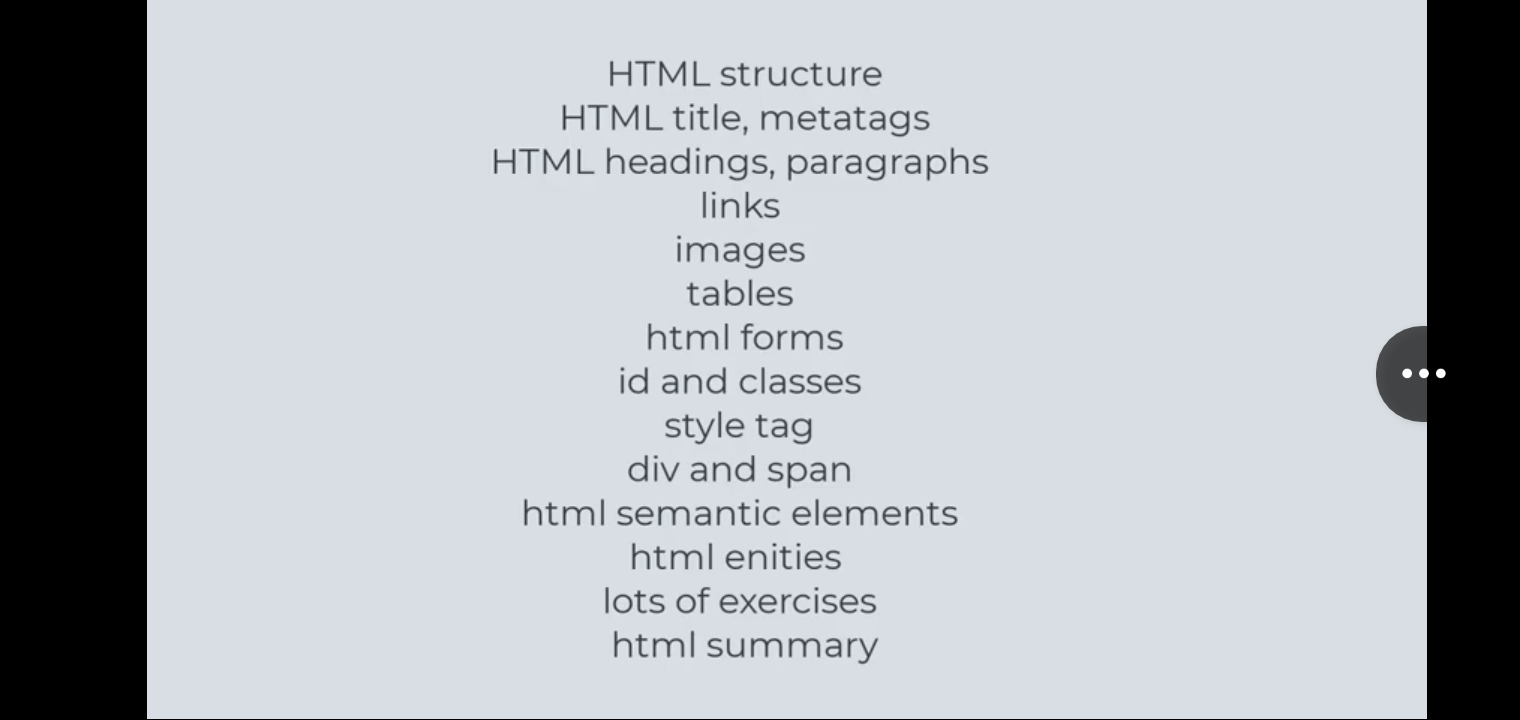 HTML structure
HTML title, metatags
HTML headings, paragraphs
links
images
tables
html forms
id and classes
style tag
div and span
html semantic elements
html enities
lots of exercises
html summary